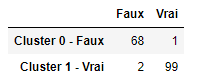 Faux Vrai
Cluster 0 - Faux 68 1
Cluster 1 - Vrai 2 99